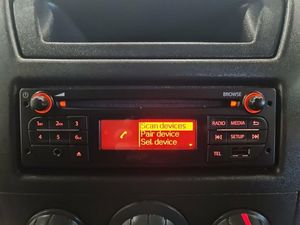 BROWSE
Scan devices
Pair device
Sel. device
1 2 3
4 5 6
RADIO MEDIA
SETUP
TEL